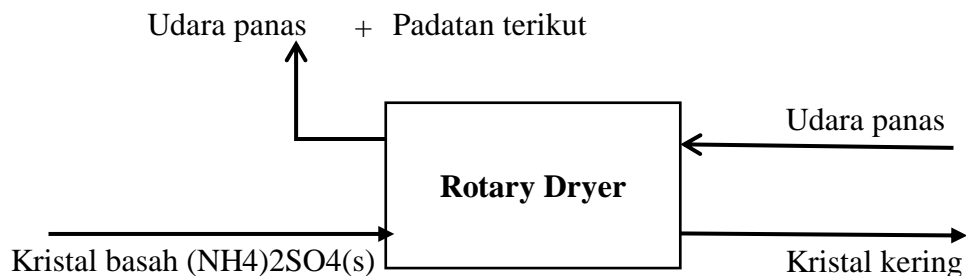 Udara panas + Padatan terikut
Udara panas
Rotary Dryer
Kristal basah (NH4)2SO4(s)
Kristal kering